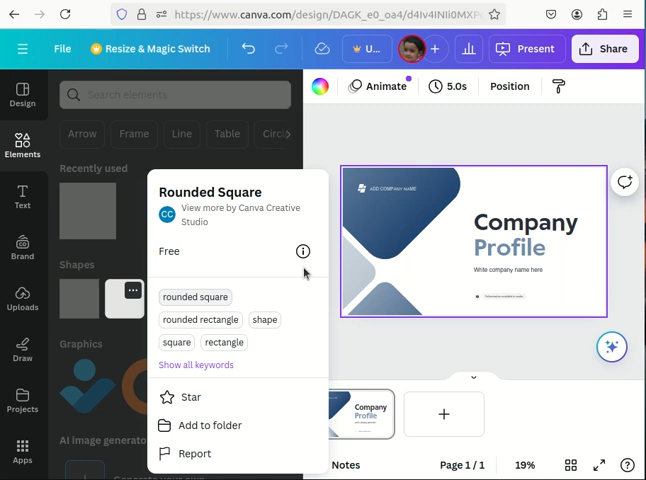 https://www.canva.com/design/DAGK_e0_oa4/d4Iv4INIi0MXP
File
Resize & Magic Switch
U...
Present
Share
Design
Elements
Text
Brand
Uploads
Draw
Projects
Apps
Search elements
Arrow
Frame
Line
Table
Circl
Recently used
Shapes
Graphics
AI image generato
Rounded Square
CC
View more by Canva Creative
Studio
Free
rounded square
rounded rectangle
shape
square
rectangle
Show all keywords
Star
Add to folder
Report
Animate
5.0s
Position
ADD COMPANY NAME
Company
Profile
Write company name here
Company
Profile
Notes
Page 1 / 1
19%